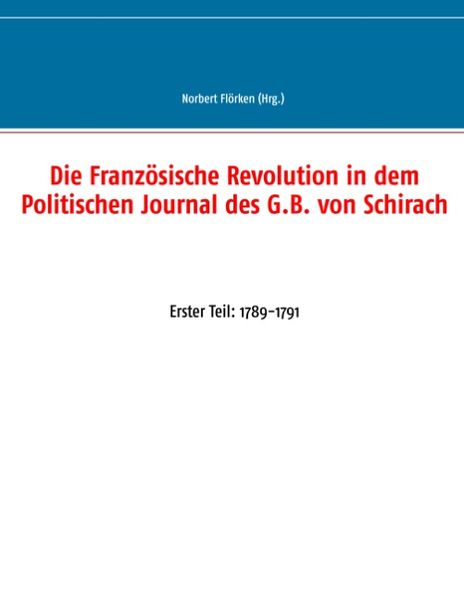 Norbert Flörken (Hrg.)
Die Französische Revolution in dem
Politischen Journal des G.B. von Schirach
Erster Teil: 1789-1791